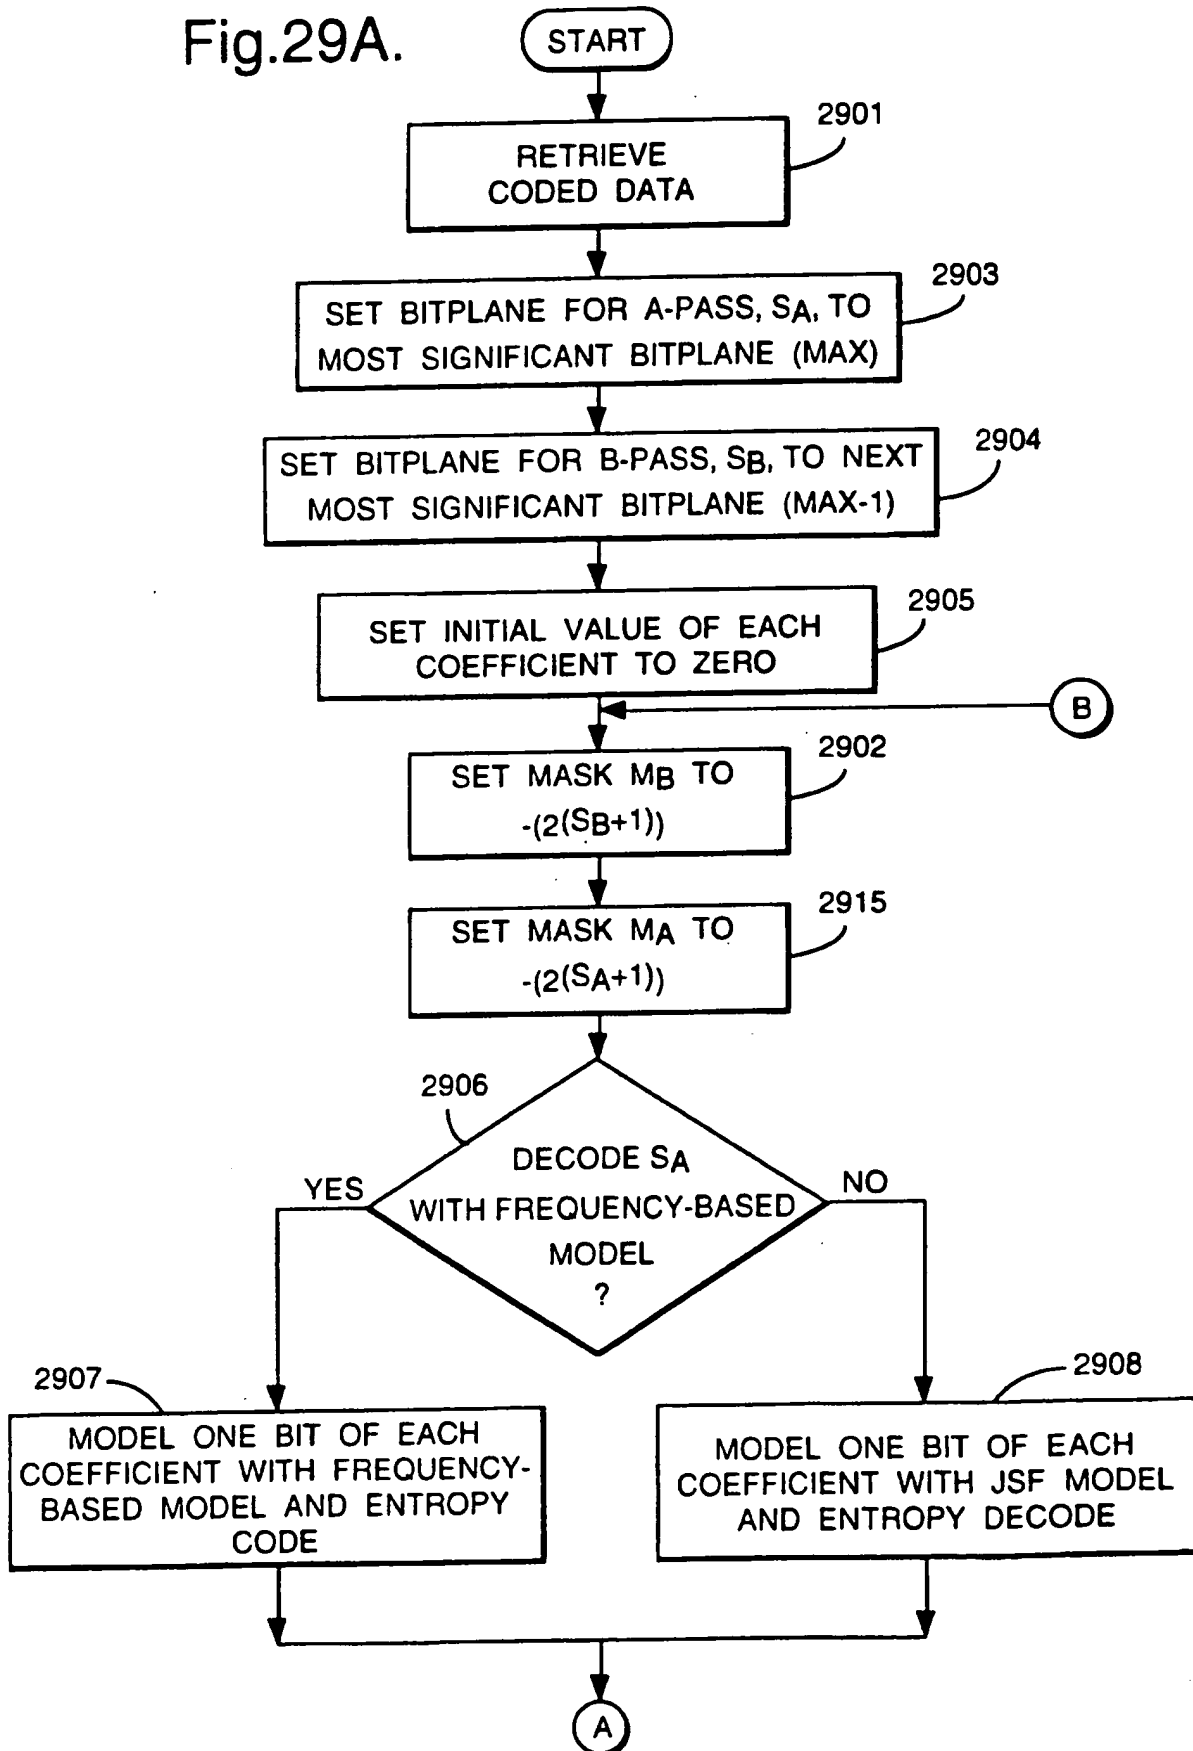 Fig.29A.
START
2901
RETRIEVE
CODED DATA
2903
SET BITPLANE FOR A-PASS, SA, TO
MOST SIGNIFICANT BITPLANE (MAX)
2904
SET BITPLANE FOR B-PASS, SB, TO NEXT
MOST SIGNIFICANT BITPLANE (MAX-1)
2905
SET INITIAL VALUE OF EACH
COEFFICIENT TO ZERO
B
2902
SET MASK MB TO
-(2(SB+1))
2915
SET MASK MA TO
-(2(SA+1))
2906
DECODE SA
WITH FREQUENCY-BASED
MODEL
?
YES
NO
2907
MODEL ONE BIT OF EACH
COEFFICIENT WITH FREQUENCY-
BASED MODEL AND ENTROPY
CODE
2908
MODEL ONE BIT OF EACH
COEFFICIENT WITH JSF MODEL
AND ENTROPY DECODE
A